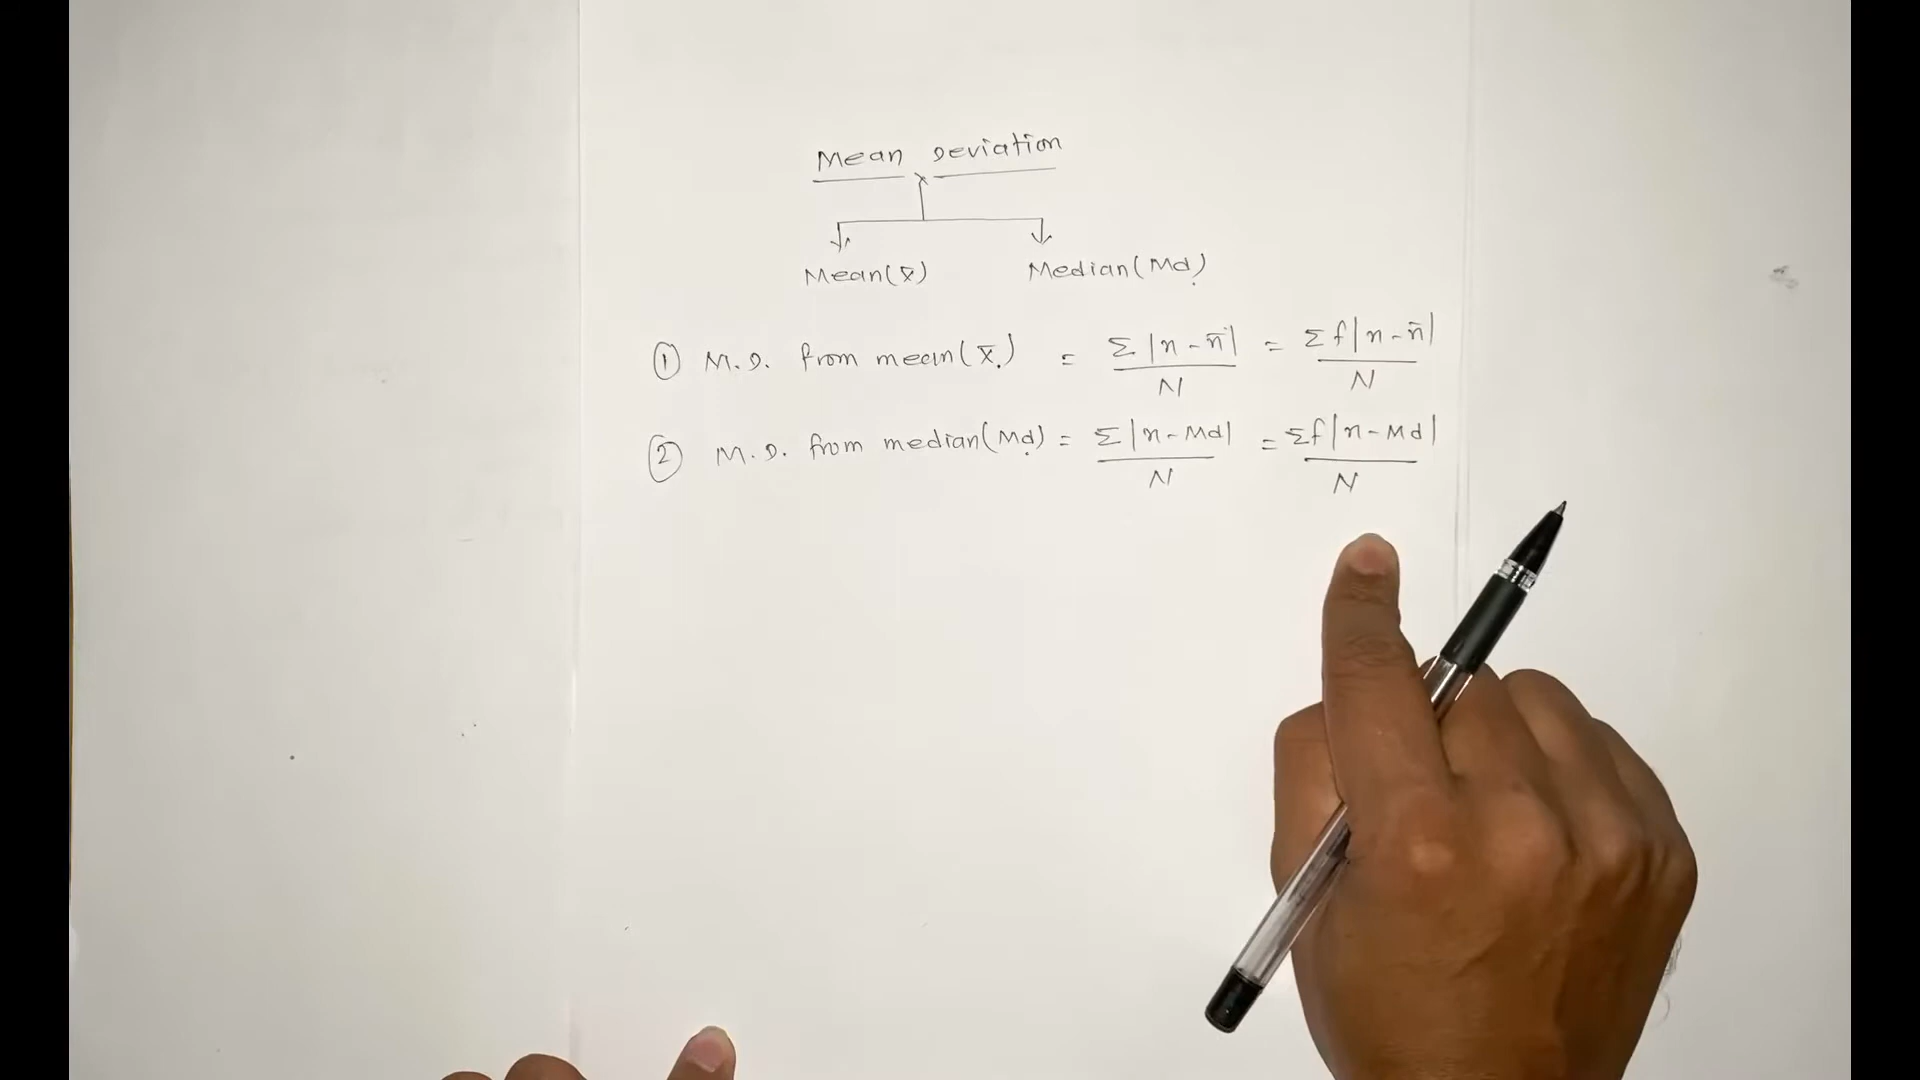 Mean Deviation
Mean(x̄) Median(Md)
① M.D. from mean(x̄) = Σ|x-x̄|/N = Σf|x-x̄|/N
② M.D. from median(Md) = Σ|x-Md|/N = Σf|x-Md|/N